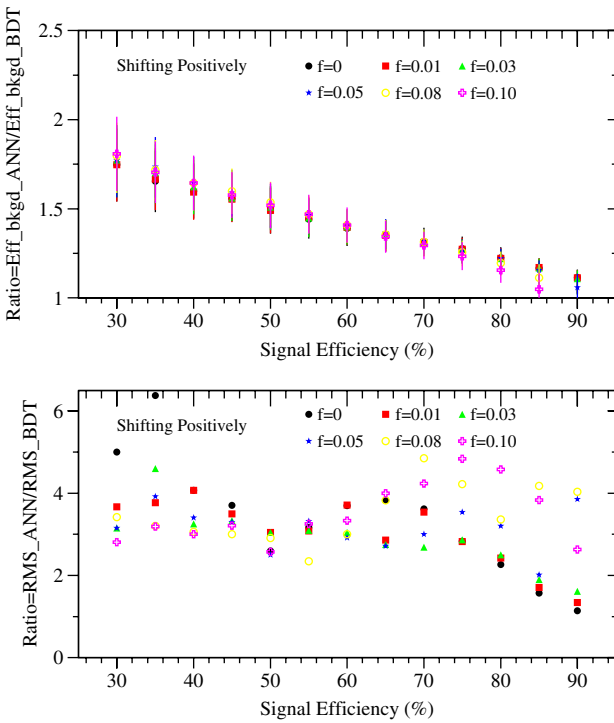 2.5
Shifting Positively
f=0 f=0.01 f=0.03
f=0.05 f=0.08 f=0.10
2
1.5
1
Ratio=Eff_bkgd_ANN/Eff_bkgd_BDT
30 40 50 60 70 80 90
Signal Efficiency (%)
6
Shifting Positively
f=0 f=0.01 f=0.03
f=0.05 f=0.08 f=0.10
4
2
0
Ratio=RMS_ANN/RMS_BDT
30 40 50 60 70 80 90
Signal Efficiency (%)